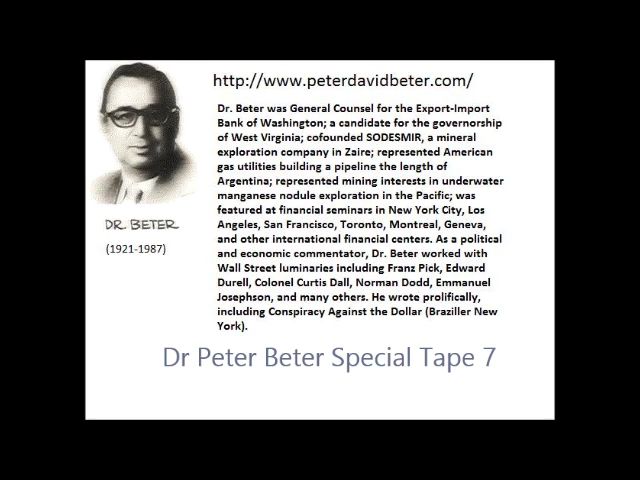 http://www.peterdavidbeter.com/
Dr. Beter was General Counsel for the Export-Import
Bank of Washington; a candidate for the governorship
of West Virginia; cofounded SODESMIR, a mineral
exploration company in Zaire; represented American
gas utilities building a pipeline the length of
Argentina; represented mining interests in underwater
manganese nodule exploration in the Pacific; was
featured at financial seminars in New York City, Los
Angeles, San Francisco, Toronto, Montreal, Geneva,
and other international financial centers. As a political
and economic commentator, Dr. Beter worked with
Wall Street luminaries including Franz Pick, Edward
Durell, Colonel Curtis Dall, Norman Dodd, Emmanuel
Josephson, and many others. He wrote prolifically,
including Conspiracy Against the Dollar (Braziller New
York).
DR. BETER
(1921-1987)
Dr Peter Beter Special Tape 7